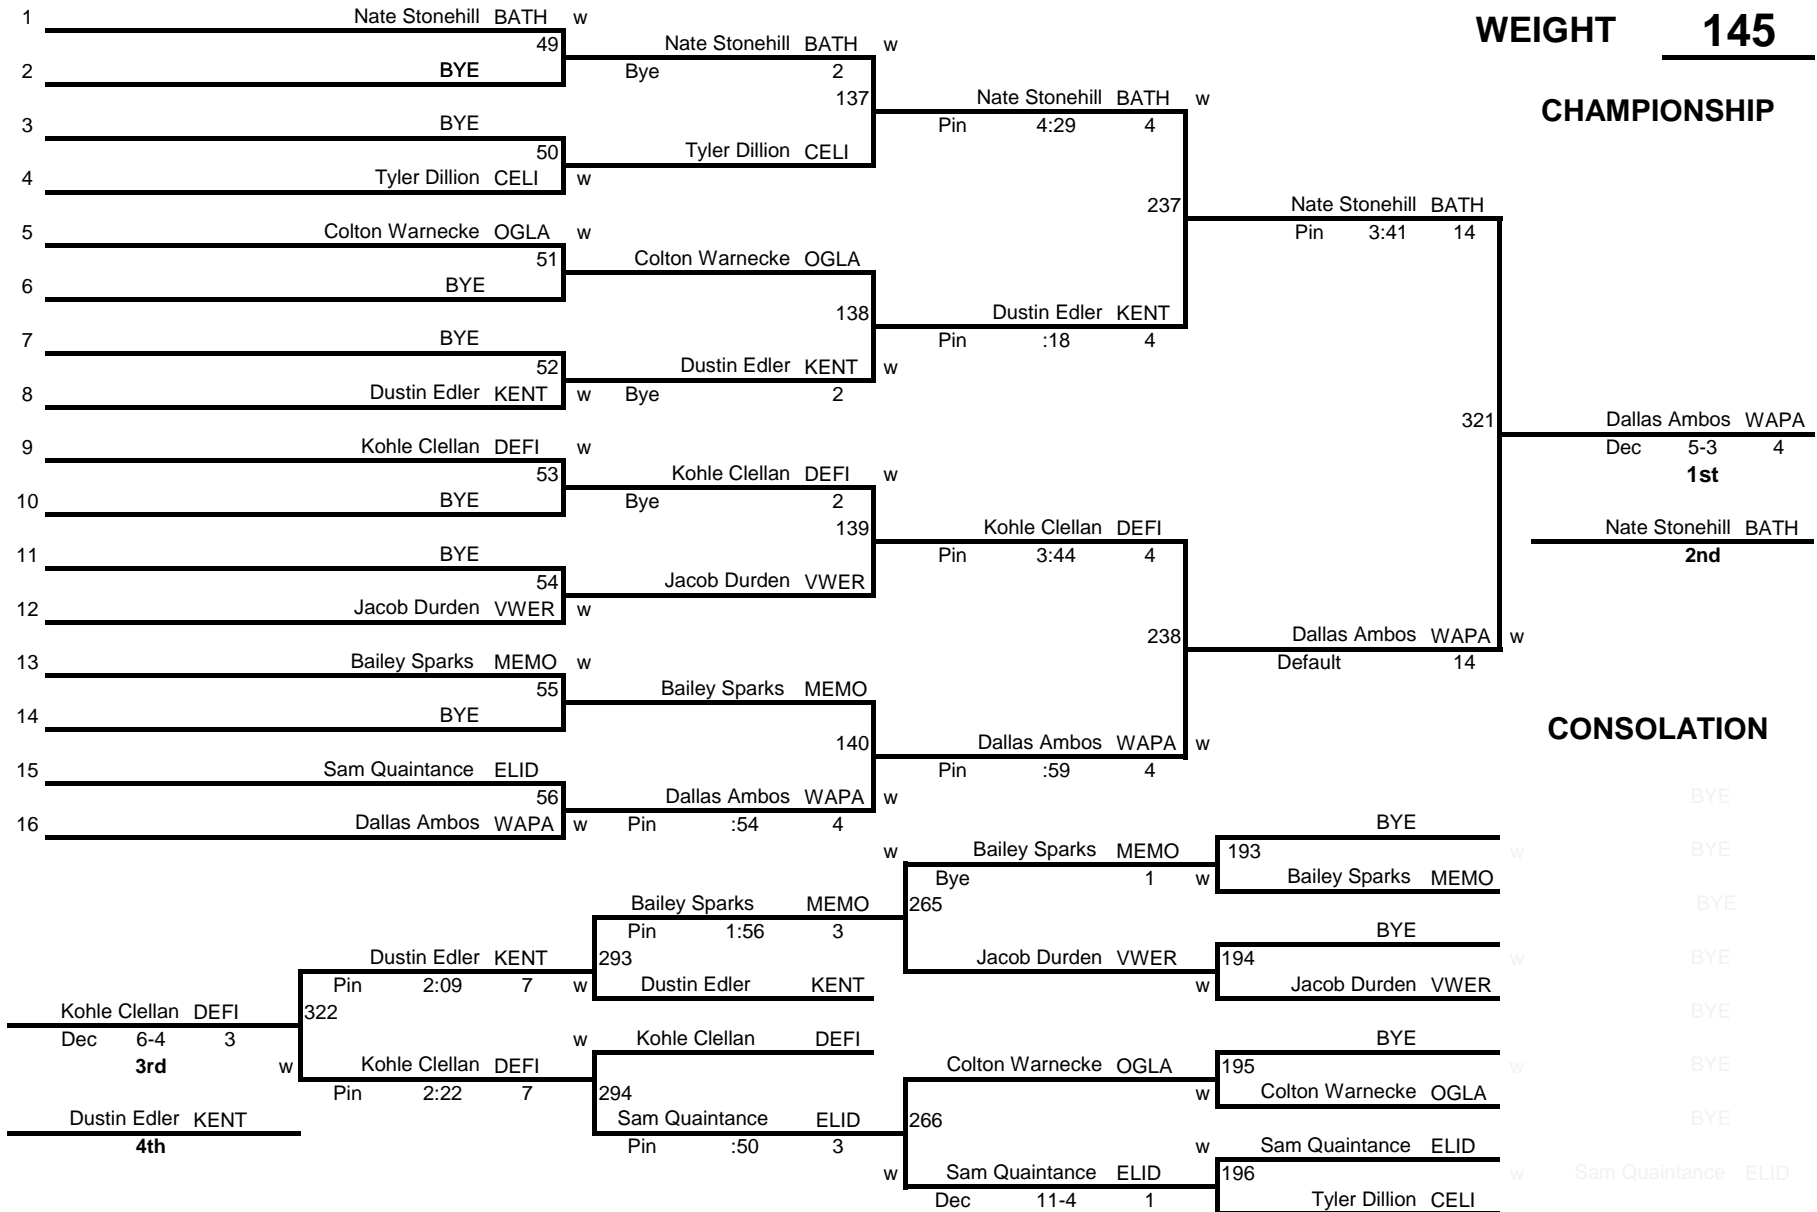 WEIGHT 145
CHAMPIONSHIP
1 Nate Stonehill BATH w
49
2 BYE
Nate Stonehill BATH w
Bye 2
137
3 BYE
50
4 Tyler Dillion CELI w
Tyler Dillion CELI
Nate Stonehill BATH w
Pin 4:29 4
237
5 Colton Warnecke OGLA w
51
6 BYE
Colton Warnecke OGLA
138
7 BYE
52
8 Dustin Edler KENT w
Dustin Edler KENT w
Bye 2
Dustin Edler KENT
Pin :18 4
Nate Stonehill BATH
Pin 3:41 14
321
9 Kohle Clellan DEFI w
53
10 BYE
Kohle Clellan DEFI w
Bye 2
139
11 BYE
54
12 Jacob Durden VWER w
Jacob Durden VWER
Kohle Clellan DEFI
Pin 3:44 4
238
13 Bailey Sparks MEMO w
55
14 BYE
Bailey Sparks MEMO
140
15 Sam Quaintance ELID
56
16 Dallas Ambos WAPA w
Dallas Ambos WAPA w
Pin :54 4
Dallas Ambos WAPA w
Pin :59 4
Dallas Ambos WAPA w
Default 14
Dallas Ambos WAPA
Dec 5-3 4
1st
Nate Stonehill BATH
2nd
CONSOLATION
BYE
w BYE
BYE
w BYE
BYE
w BYE
BYE
w Sam Quaintance ELID
BYE
193
w Bailey Sparks MEMO
BYE
194
w Jacob Durden VWER
BYE
195
w Colton Warnecke OGLA
w Sam Quaintance ELID
196
Tyler Dillion CELI
w Bailey Sparks MEMO
Bye 1
265
Jacob Durden VWER
Colton Warnecke OGLA
266
w Sam Quaintance ELID
Dec 11-4 1
Bailey Sparks MEMO
Pin 1:56 3
293
w Dustin Edler KENT
w Kohle Clellan DEFI
294
Sam Quaintance ELID
Pin :50 3
Dustin Edler KENT
Pin 2:09 7
322
w Kohle Clellan DEFI
Pin 2:22 7
Kohle Clellan DEFI
Dec 6-4 3
3rd
Dustin Edler KENT
4th